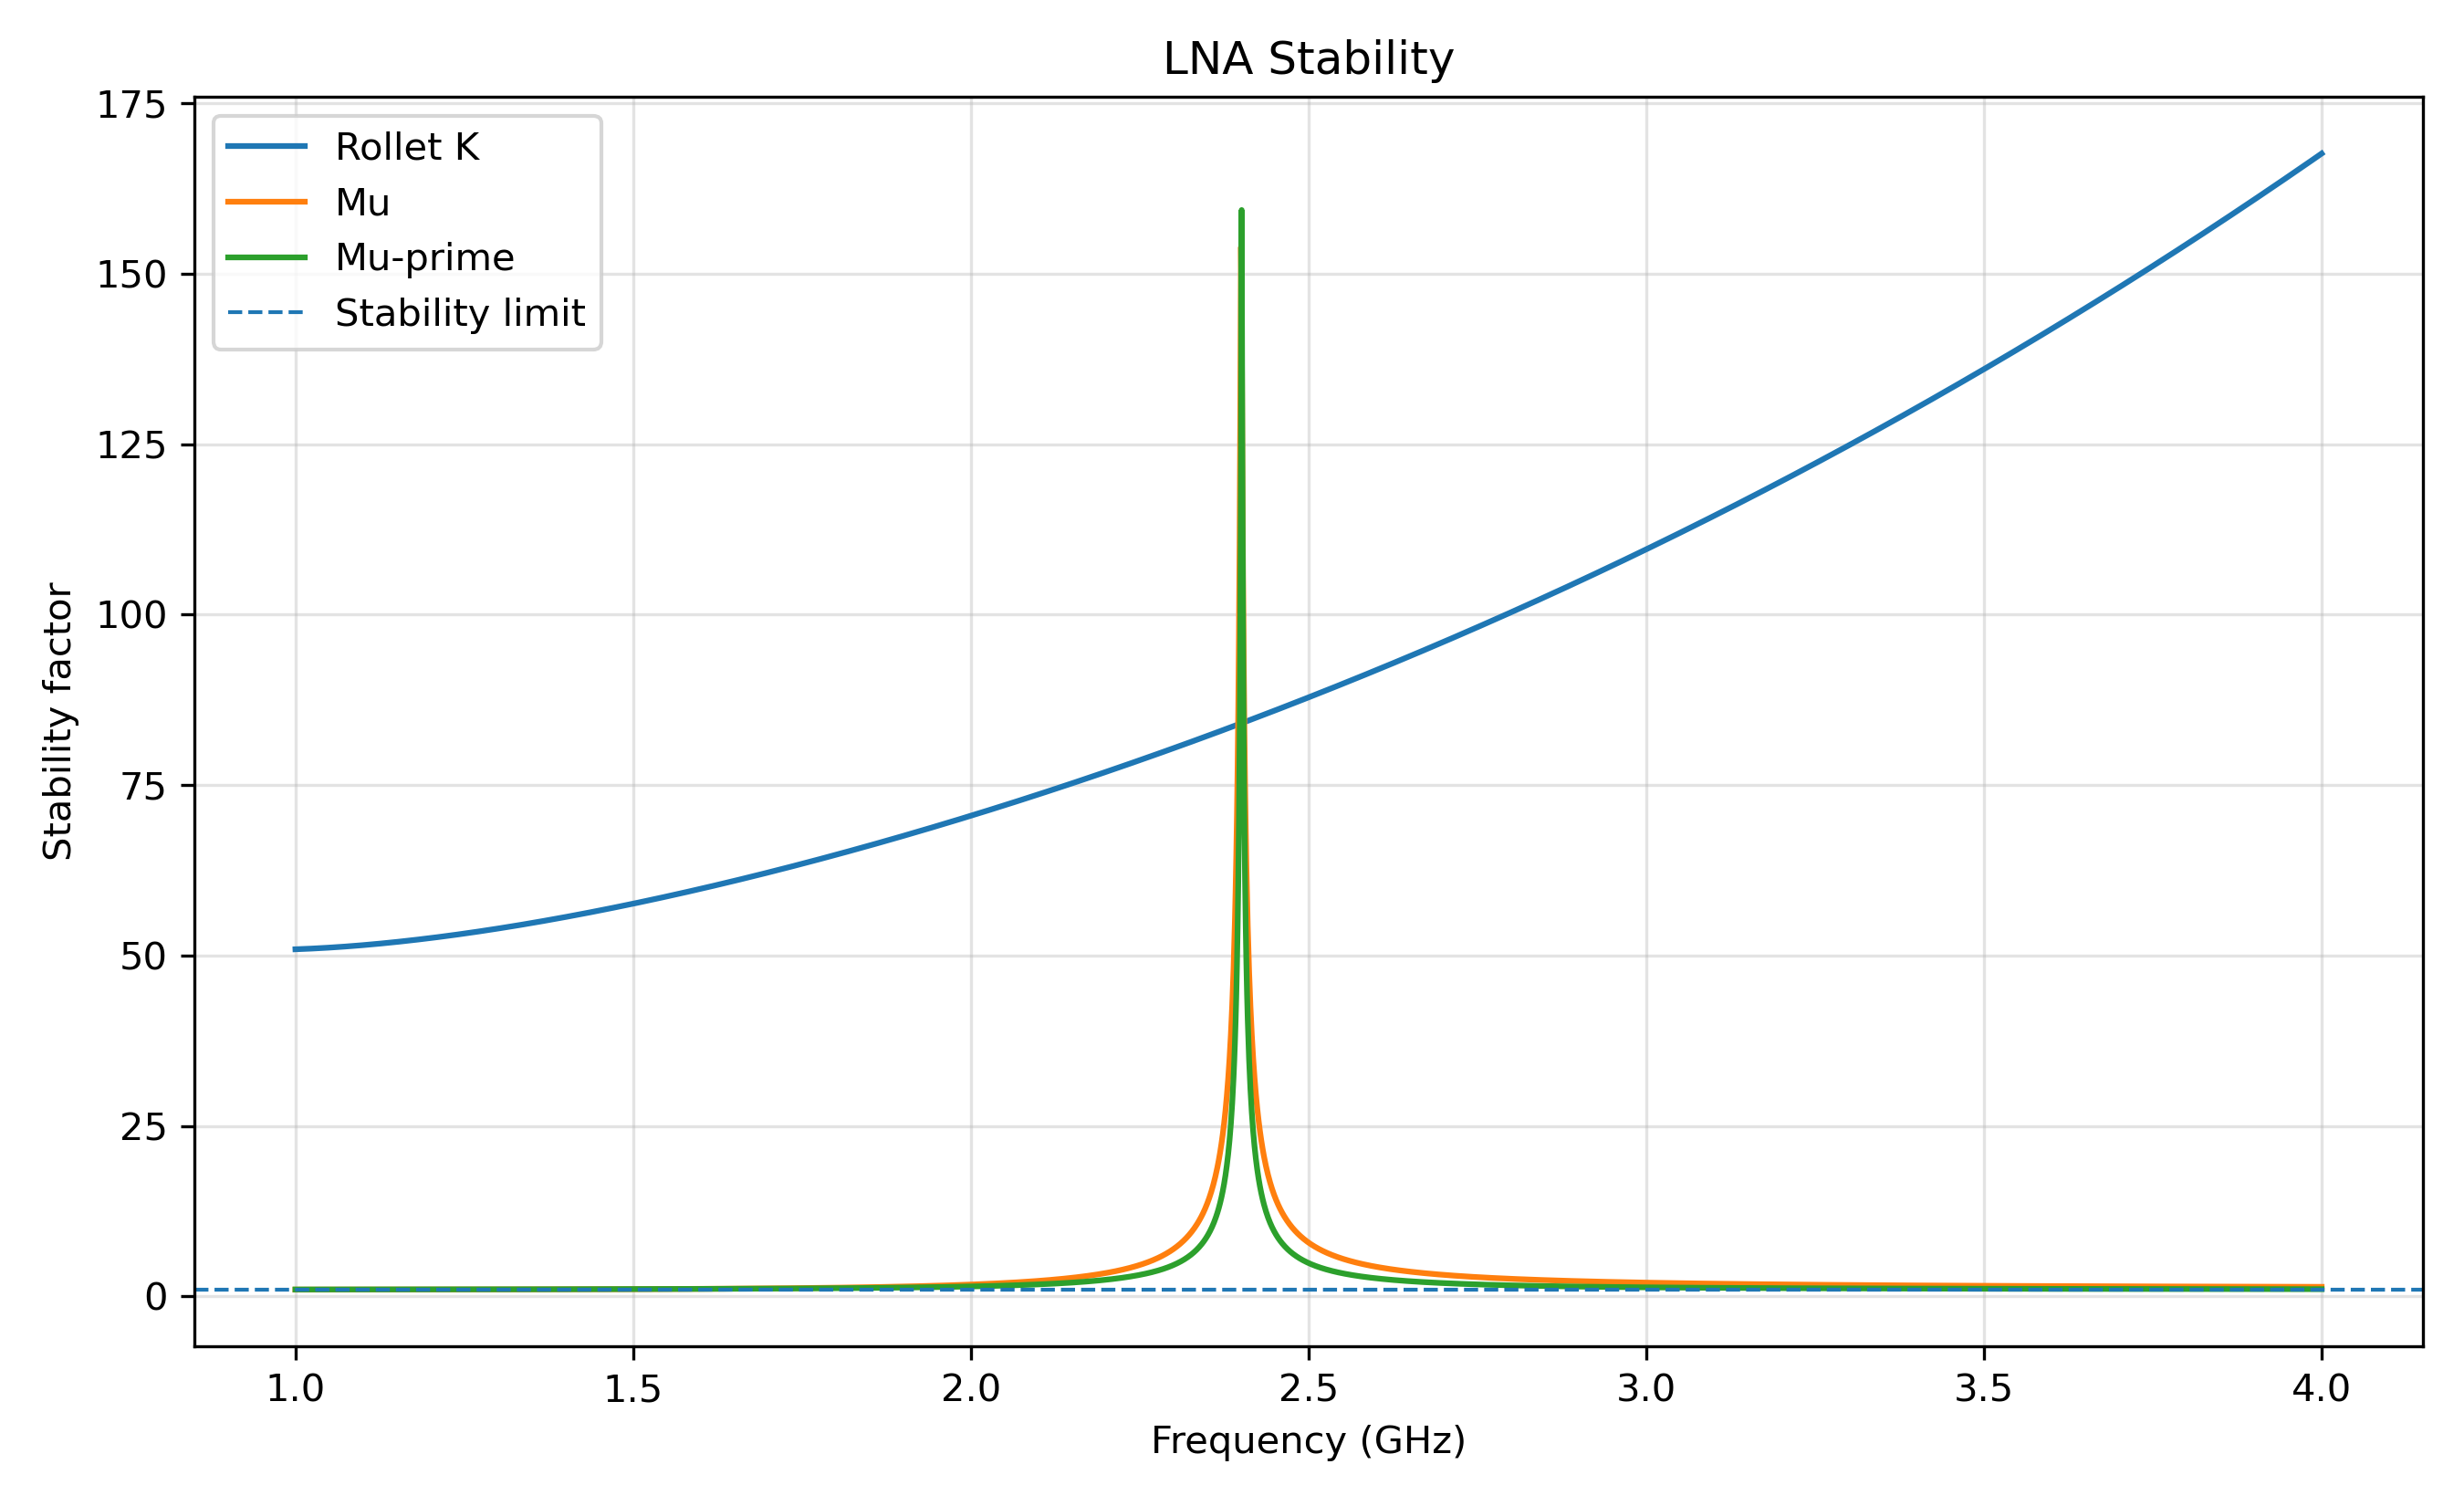 LNA Stability
175
150
125
100
75
50
25
0
Stability factor
Rollet K
Mu
Mu-prime
Stability limit
1.0 1.5 2.0 2.5 3.0 3.5 4.0
Frequency (GHz)